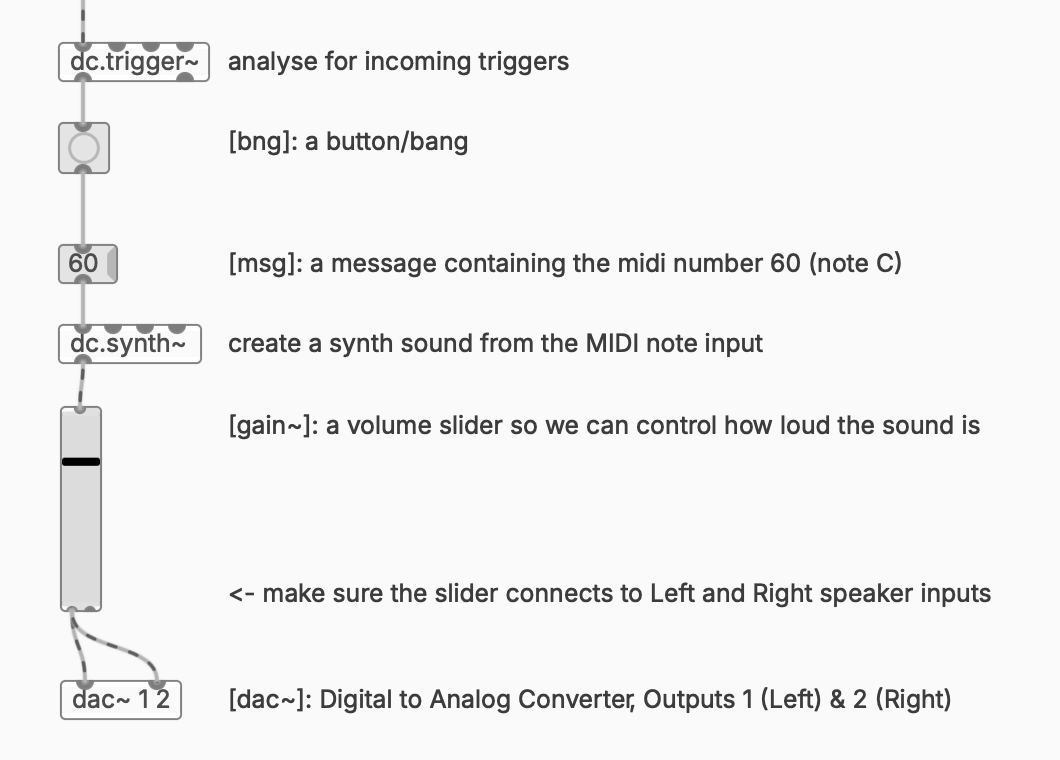 dc.trigger~ analyse for incoming triggers
[bng]: a button/bang
60 [msg]: a message containing the midi number 60 (note C)
dc.synth~ create a synth sound from the MIDI note input
[gain~]: a volume slider so we can control how loud the sound is
<- make sure the slider connects to Left and Right speaker inputs
dac~ 1 2 [dac~]: Digital to Analog Converter, Outputs 1 (Left) & 2 (Right)